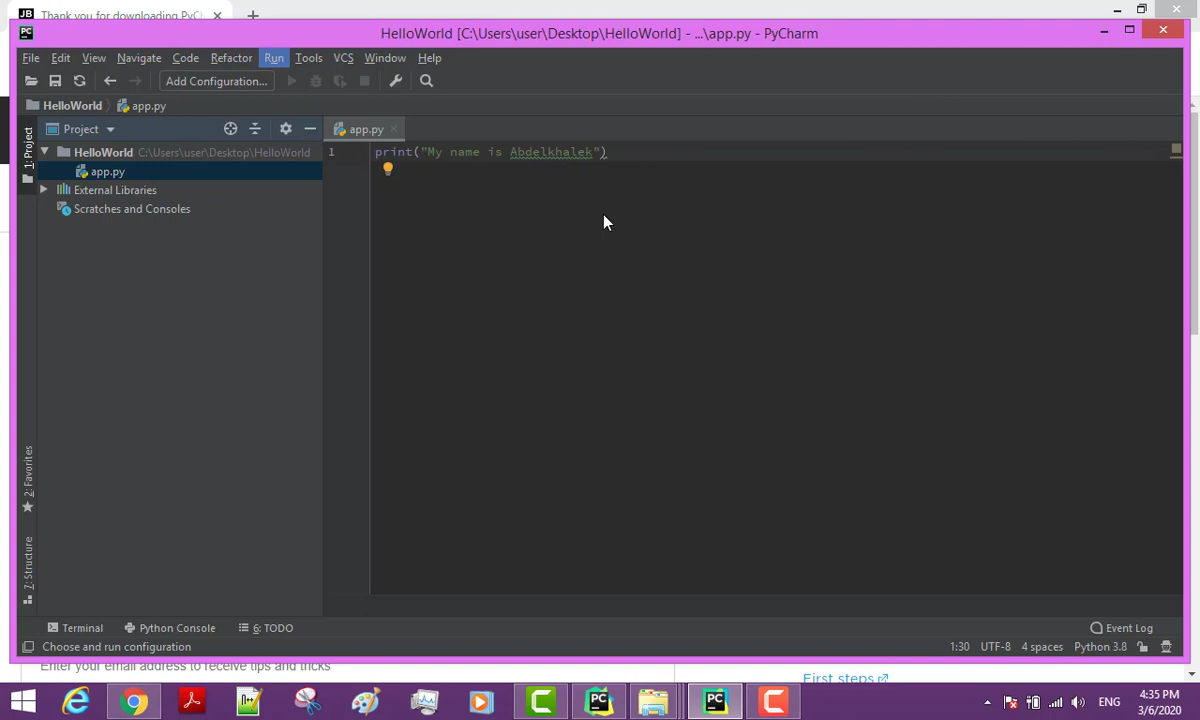 JB Thank you for downloading PyC
PC HelloWorld [C:\Users\user\Desktop\HelloWorld] - ...\app.py - PyCharm
File Edit View Navigate Code Refactor Run Tools VCS Window Help
Add Configuration...
HelloWorld app.py
1: Project
Project
app.py
HelloWorld C:\Users\user\Desktop\HelloWorld
1 print("My name is Abdelkhalek")
app.py
External Libraries
Scratches and Consoles
2: Favorites
7: Structure
Terminal Python Console 6: TODO Event Log
Choose and run configuration 1:30 UTF-8 4 spaces Python 3.8
Enter your email address to receive tips and tricks
First steps
PC PC ENG
4:35 PM
3/6/2020